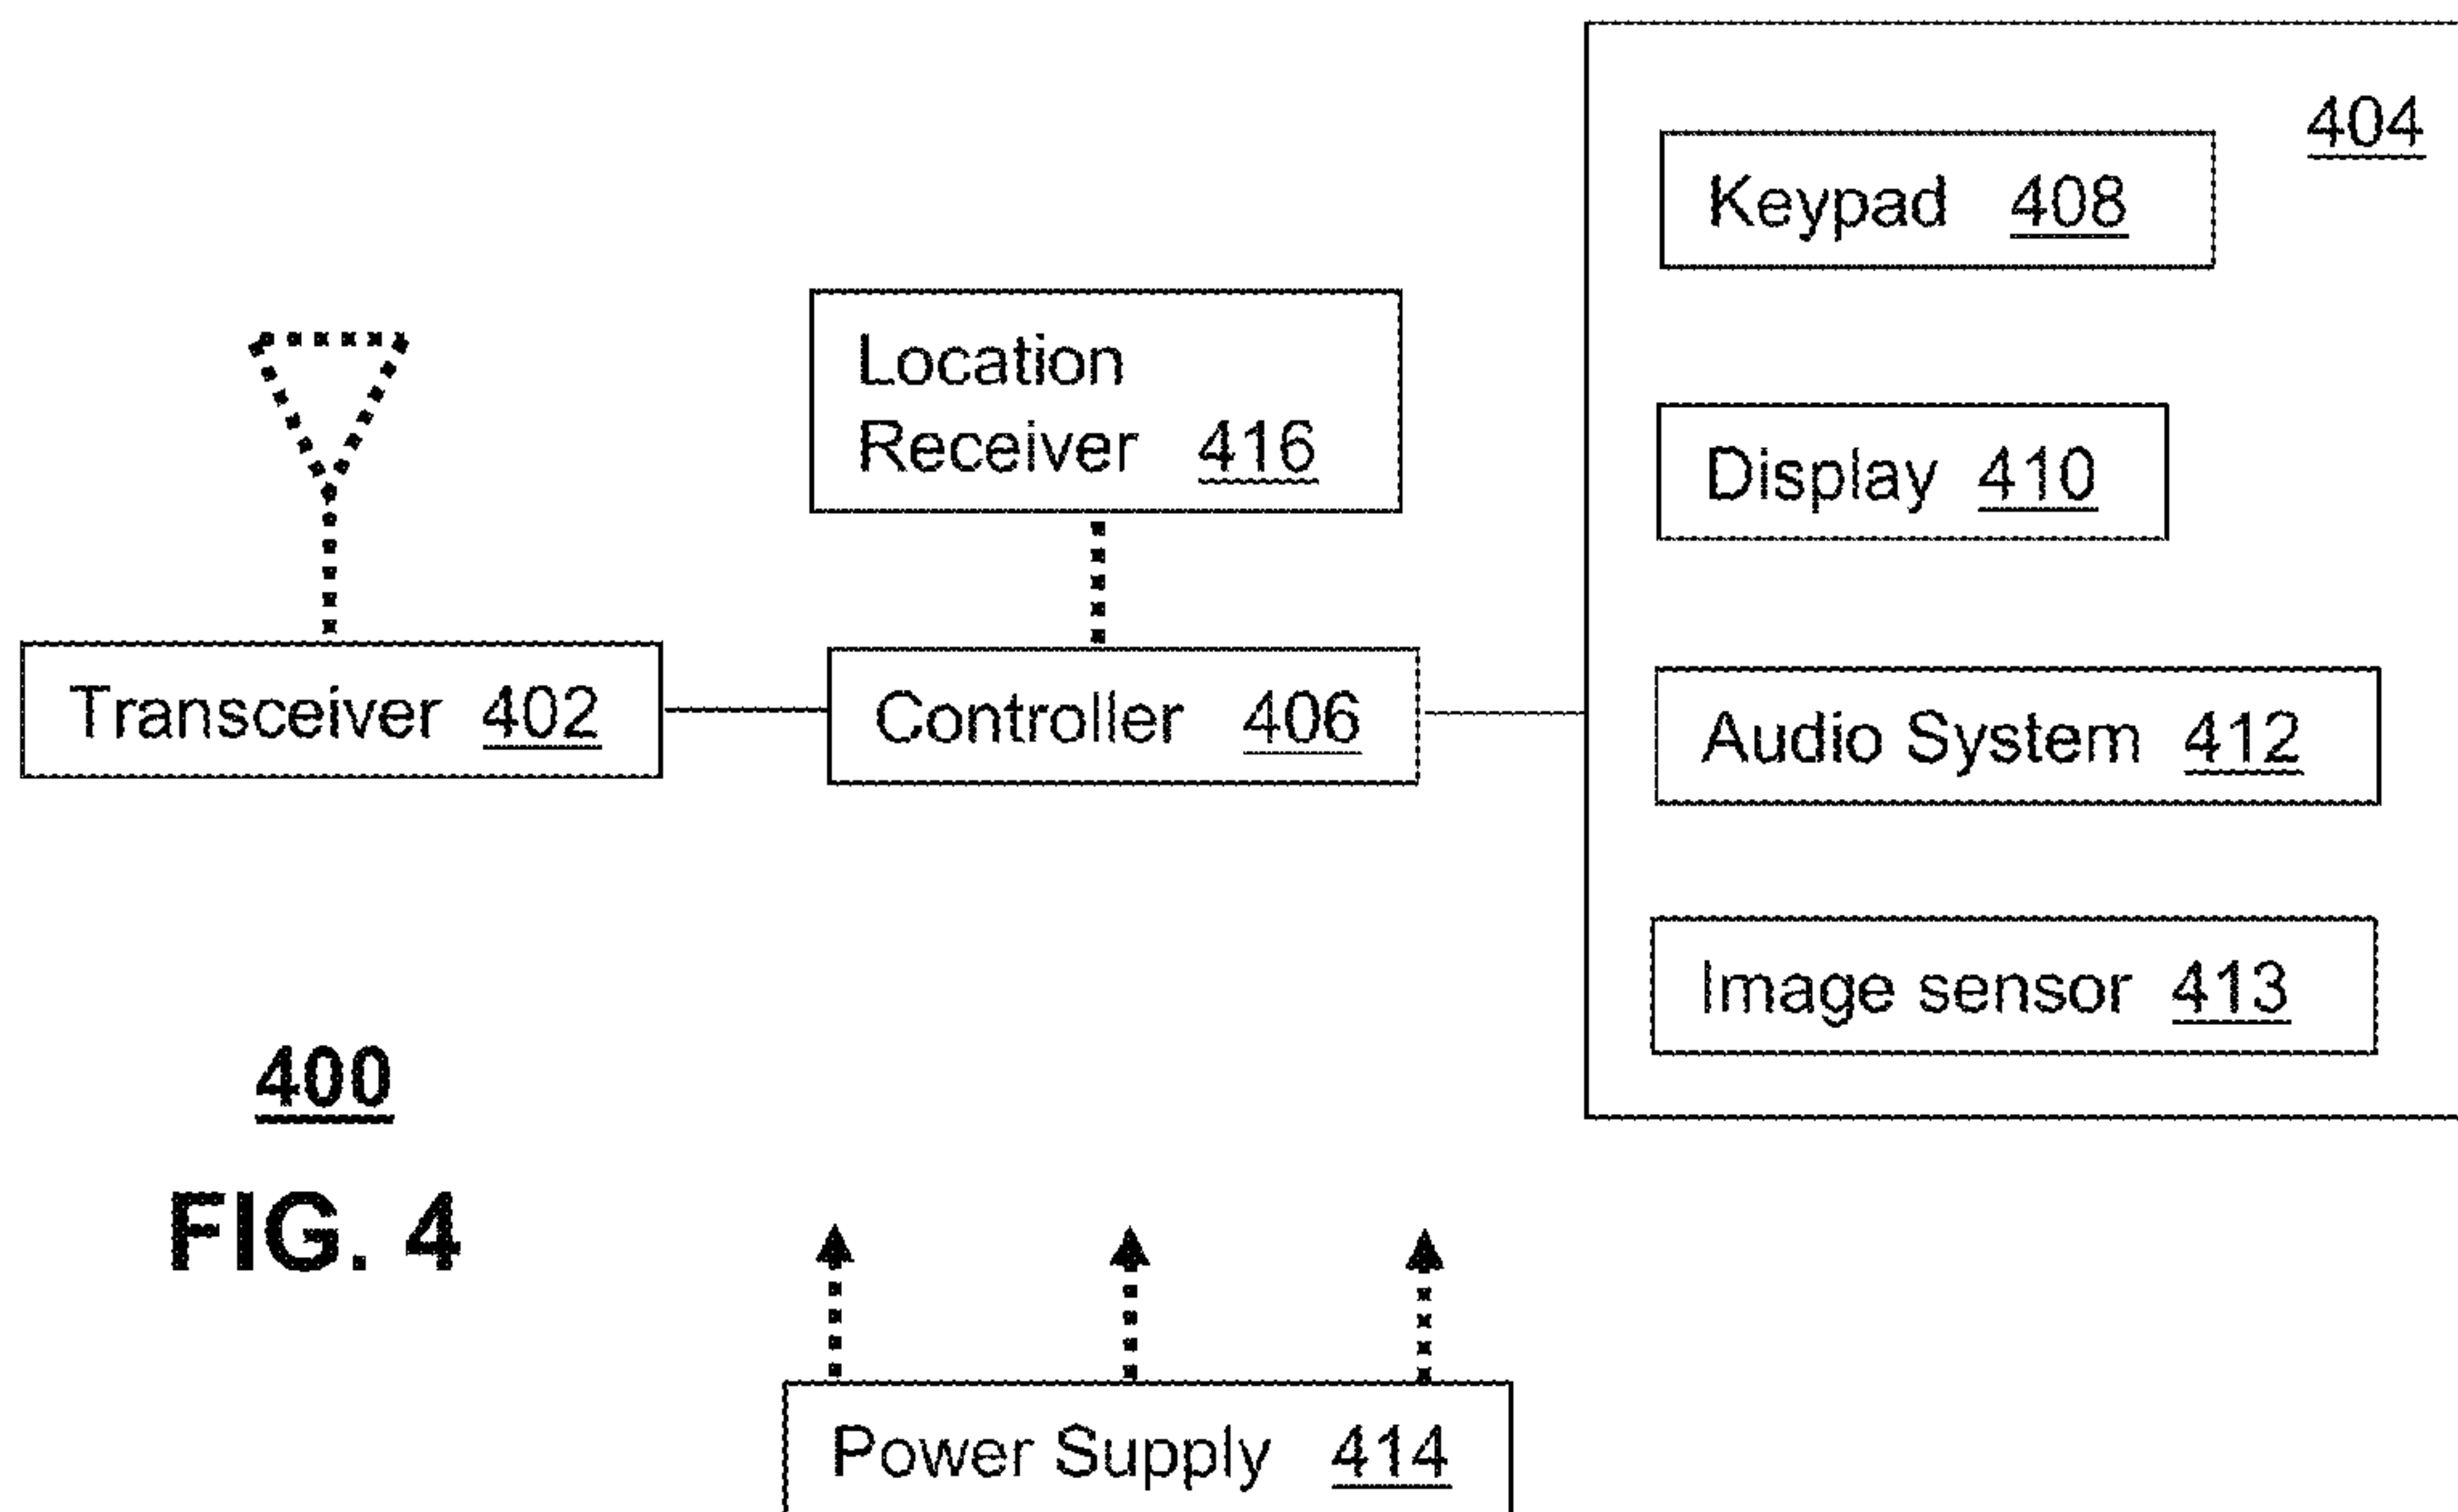 404
Keypad 408
Location
Receiver 416
Display 410
Transceiver 402
Controller 406
Audio System 412
Image sensor 413
400
FIG. 4
Power Supply 414